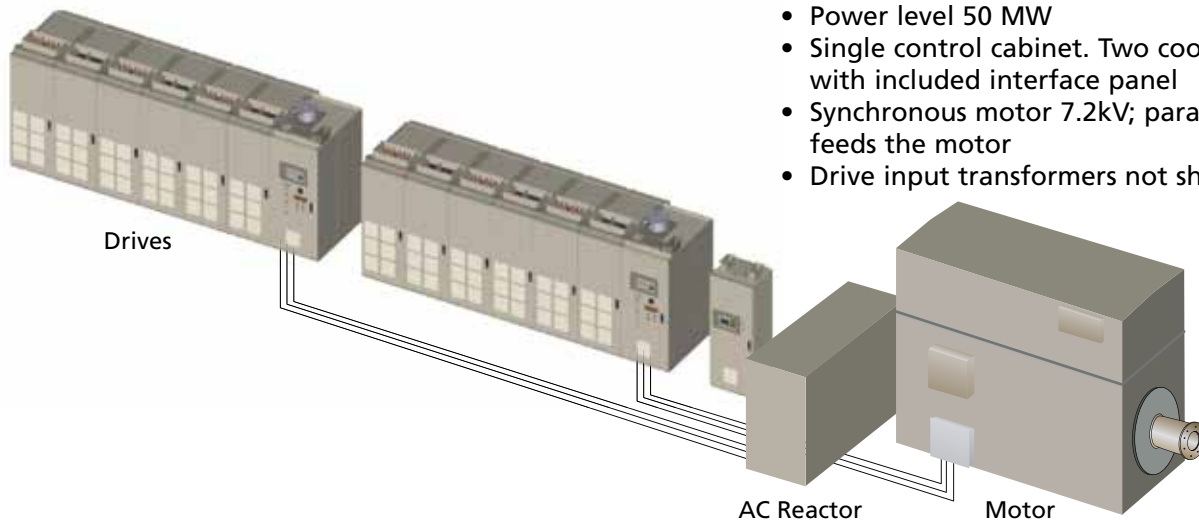 • Power level 50 MW
• Single control cabinet. Two coo
with included interface panel
• Synchronous motor 7.2kV; para
feeds the motor
• Drive input transformers not sh
Drives
AC Reactor
Motor